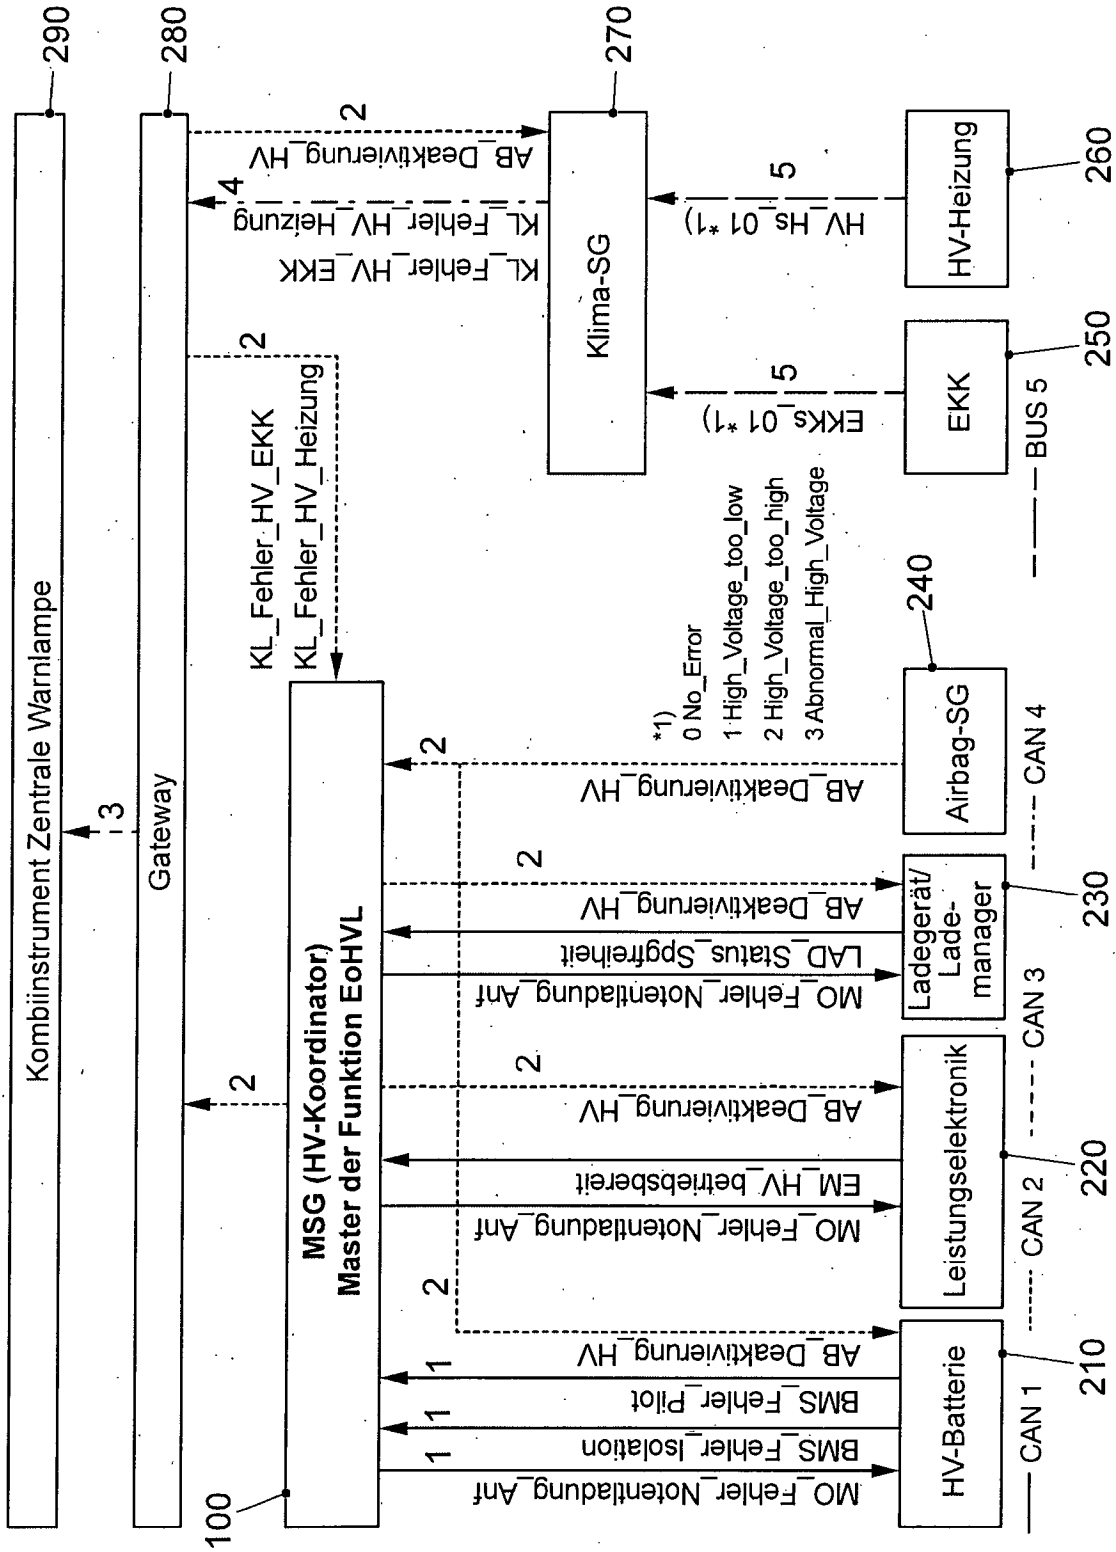 290
Kombiinstrument Zentrale Warnlampe
3
280
Gateway
2
2
KL_Fehler_HV_EKK
KL_Fehler_HV_Heizung
4
KL_Fehler_HV_EKK
KL_Fehler_HV_Heizung
2
AB_Deaktivierung_HV
100
MSG (HV-Koordinator)
Master der Funktion EoHVL
270
Klima-SG
1
MO_Fehler_Notentladung_Anf
1
BMS_Fehler_Isolation
1
BMS_Fehler_Pilot
2
AB_Deaktivierung_HV
MO_Fehler_Notentladung_Anf
EM_HV_betriebsbereit
2
AB_Deaktivierung_HV
MO_Fehler_Notentladung_Anf
LAD_Status_Spgfreiheit
2
AB_Deaktivierung_HV
2
AB_Deaktivierung_HV
*1)
0 No_Error
1 High_Voltage_too_low
2 High_Voltage_too_high
3 Abnormal_High_Voltage
5
EKKs_01 *1)
5
HV_Hs_01 *1)
HV-Batterie
210
Leistungselektronik
220
Ladegerät/
Lade-
manager
230
Airbag-SG
240
EKK
250
HV-Heizung
260
CAN 1
CAN 2
CAN 3
CAN 4
BUS 5